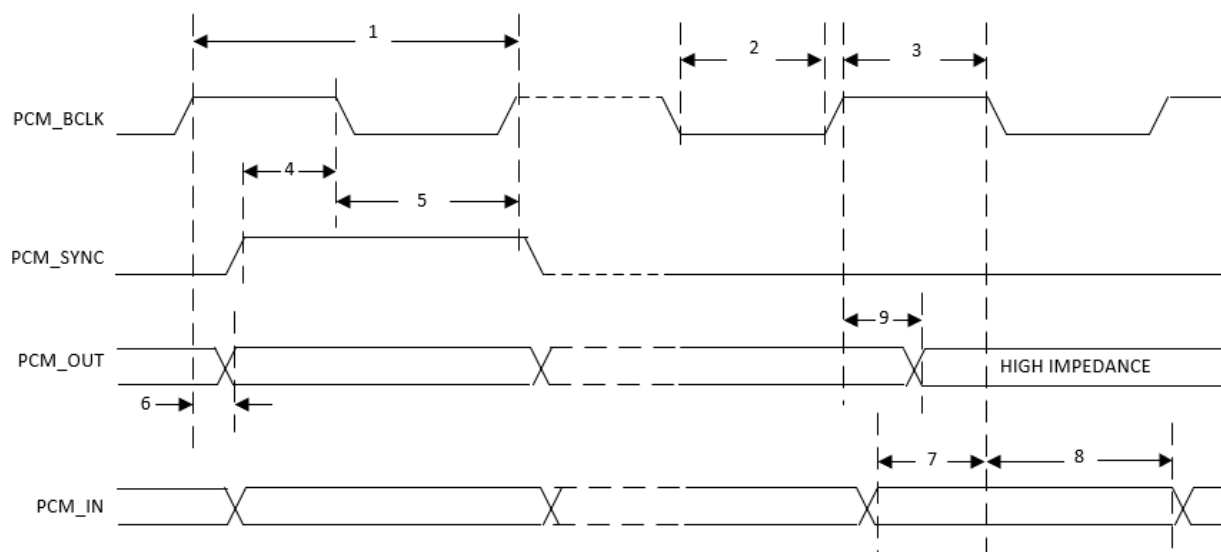 1
2
3
PCM_BCLK
4
5
PCM_SYNC
9
PCM_OUT
HIGH IMPEDANCE
6
7
8
PCM_IN